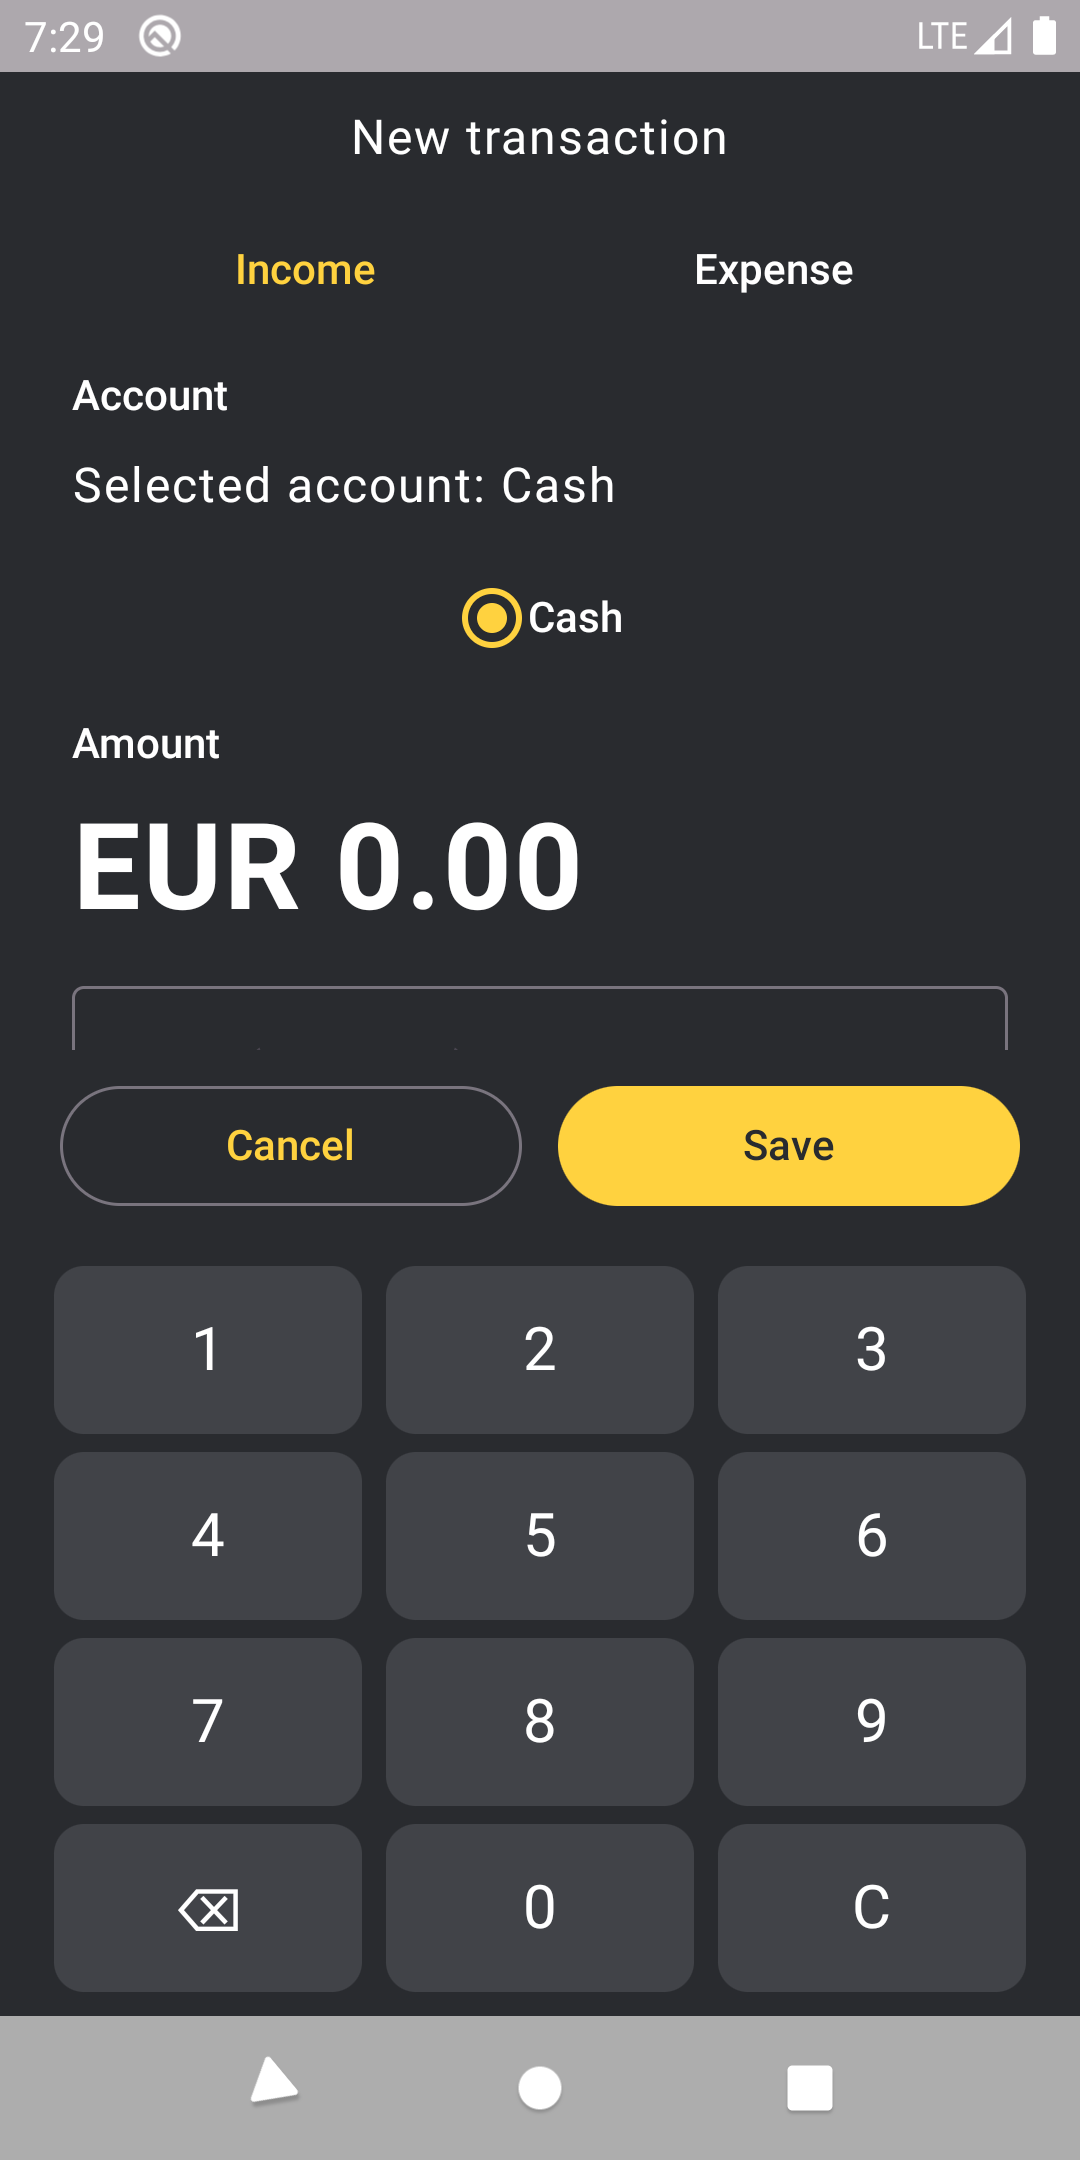 7:29
LTE
New transaction
Income
Expense
Account
Selected account: Cash
Cash
Amount
EUR 0.00
Cancel
Save
1
2
3
4
5
6
7
8
9
0
C